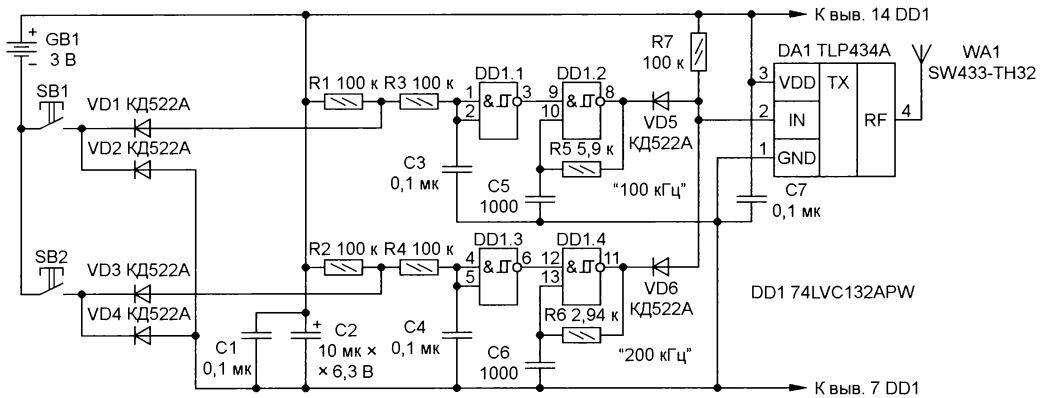 К выв. 14 DD1
+
GB1
3 В
−
R7
100 к
DA1 TLP434A
WA1
SW433-TH32
3
VDD
TX
2
IN
RF
4
1
GND
SB1
VD1 КД522А
VD2 КД522А
R1 100 к
R3 100 к
DD1.1
DD1.2
1
2
&
3
9
10
&
8
VD5
КД522А
R5 5,9 к
C3
0,1 мк
C5
1000
"100 кГц"
C7
0,1 мк
SB2
VD3 КД522А
VD4 КД522А
R2 100 к
R4 100 к
DD1.3
DD1.4
4
5
&
6
12
13
&
11
VD6
КД522А
R6 2,94 к
DD1 74LVC132APW
C1
0,1 мк
+
C2
10 мк ×
× 6,3 В
C4
0,1 мк
C6
1000
"200 кГц"
К выв. 7 DD1